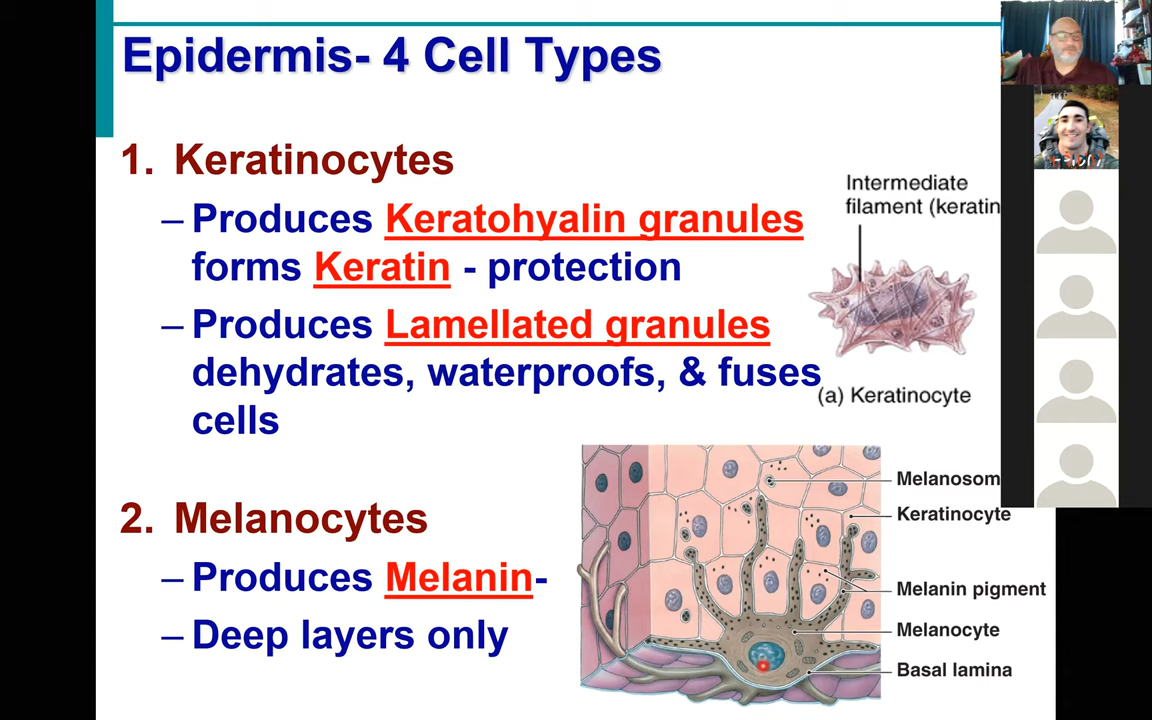 Epidermis- 4 Cell Types
1. Keratinocytes
– Produces Keratohyalin granules
forms Keratin - protection
– Produces Lamellated granules
dehydrates, waterproofs, & fuses
cells
Intermediate
filament (keratin
(a) Keratinocyte
2. Melanocytes
– Produces Melanin-
– Deep layers only
Melanosom
Keratinocyte
Melanin pigment
Melanocyte
Basal lamina